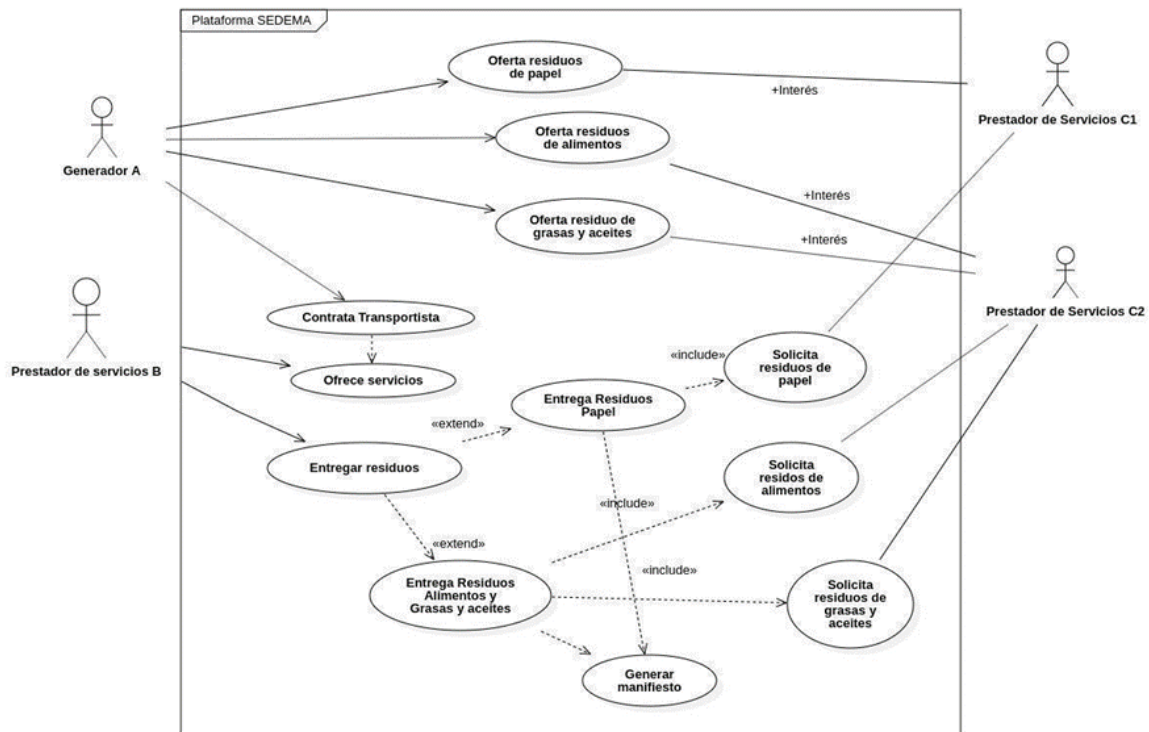 Plataforma SEDEMA
Oferta residuos
de papel
+Interés
Prestador de Servicios C1
Generador A
Oferta residuos
de alimentos
+Interés
Oferta residuo de
grasas y aceites
+Interés
Prestador de Servicios C2
Contrata Transportista
Prestador de servicios B
Ofrece servicios
«include»
Solicita
residuos de
papel
Entrega Residuos
Papel
«extend»
Entregar residuos
Solicita
residos de
alimentos
«include»
«extend»
«include»
Entrega Residuos
Alimentos y
Grasas y aceites
Solicita
residuos de
grasas y
aceites
Generar
manifiesto